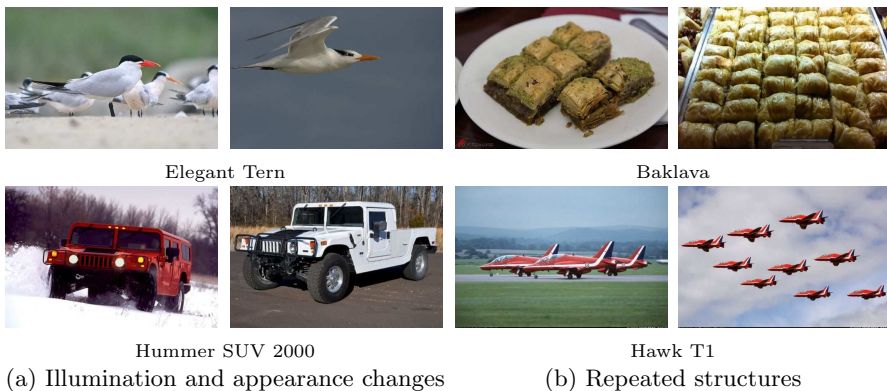 Elegant Tern
Baklava
Hummer SUV 2000
Hawk T1
(a) Illumination and appearance changes
(b) Repeated structures